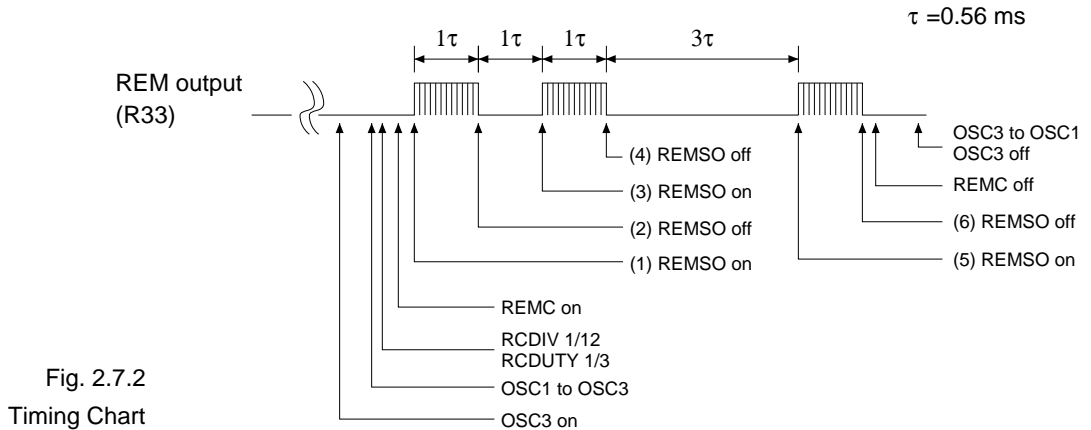 τ =0.56 ms
1τ 1τ 1τ 3τ
REM output
(R33)
OSC3 to OSC1
OSC3 off
(4) REMSO off
REMC off
(3) REMSO on
(6) REMSO off
(2) REMSO off
(5) REMSO on
(1) REMSO on
REMC on
RCDIV 1/12
RCDUTY 1/3
OSC1 to OSC3
OSC3 on
Fig. 2.7.2
Timing Chart